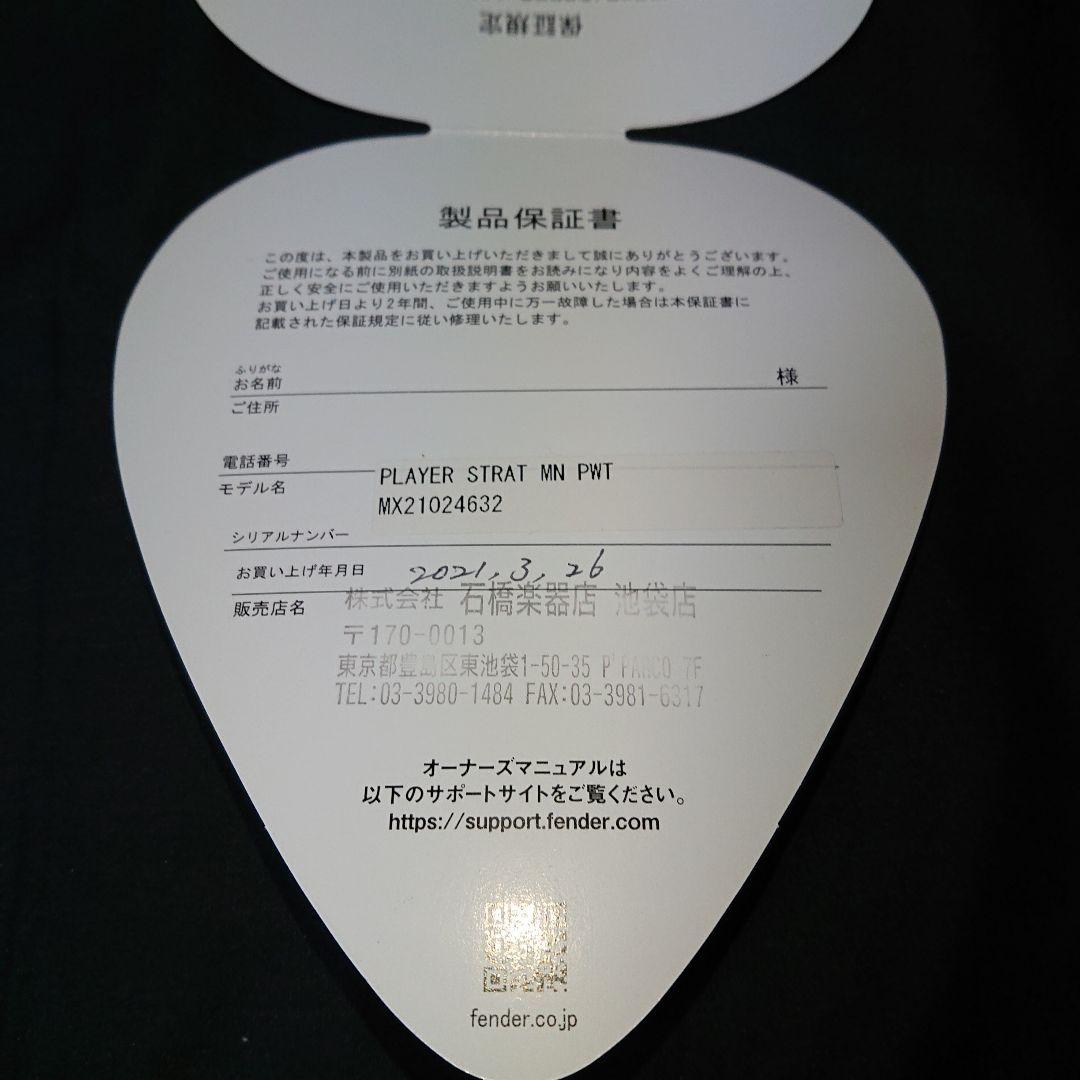 保証規定
製品保証書
この度は、本製品をお買い上げいただきまして誠にありがとうございます。
ご使用になる前に別紙の取扱説明書をお読みになり内容をよくご理解の上、
正しく安全にご使用いただきますようお願いいたします。
お買い上げ日より2年間、ご使用中に万一故障した場合は本保証書に
記載された保証規定に従い修理いたします。
ふりがな
お名前 様
ご住所
電話番号
モデル名 PLAYER STRAT MN PWT
MX21024632
シリアルナンバー
お買い上げ年月日 2021, 3, 26
販売店名 株式会社 石橋楽器店 池袋店
〒170-0013
東京都豊島区東池袋1-50-35 P'PARCO 7F
TEL:03-3980-1484 FAX:03-3981-6317
オーナーズマニュアルは
以下のサポートサイトをご覧ください。
https://support.fender.com
fender.co.jp